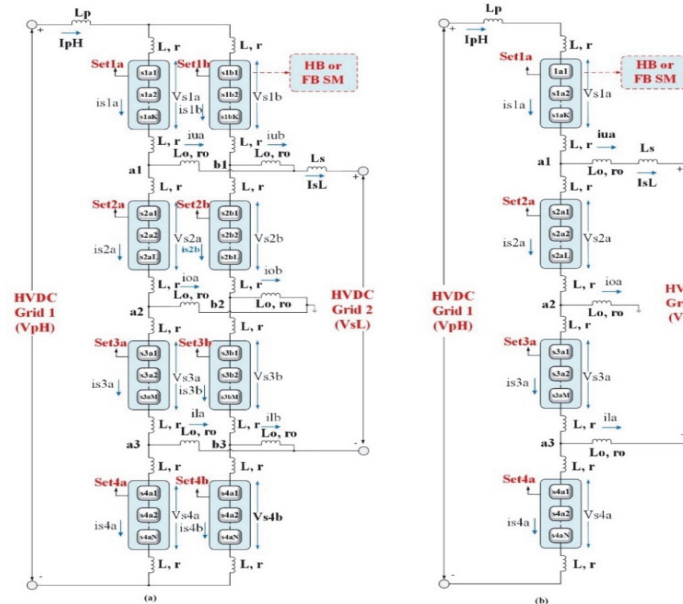 Lp
IpH
L, r
L, r
Set1a
Set1b
HB or
FB SM
s1a1
s1a2
s1aK
s1b1
s1b2
s1bK
Vs1a
Vs1b
is1a
is1b
L, r
L, r
iua
iub
Lo, ro
Lo, ro
Ls
IsL
a1
b1
L, r
L, r
Set2a
Set2b
s2a1
s2a2
s2aL
s2b1
s2b2
s2bL
Vs2a
Vs2b
is2a
is2b
L, r
L, r
ioa
iob
Lo, ro
Lo, ro
a2
b2
HVDC
Grid 1
(VpH)
HVDC
Grid 2
(VsL)
L, r
L, r
Set3a
Set3b
s3a1
s3a2
s3aM
s3b1
s3b2
s3bM
Vs3a
Vs3b
is3a
is3b
L, r
L, r
ila
ilb
Lo, ro
Lo, ro
a3
b3
L, r
L, r
Set4a
Set4b
s4a1
s4a2
s4aN
s4a1
s4a2
s4aN
Vs4a
Vs4b
is4a
is4b
L, r
L, r
(a)
Lp
IpH
L, r
Set1a
HB or
FB SM
1a1
s1a2
s1aK
Vs1a
is1a
L, r
iua
Lo, ro
Ls
IsL
a1
L, r
Set2a
s2a1
s2a2
s2aL
Vs2a
is2a
L, r
ioa
Lo, ro
a2
HVDC
Grid 1
(VpH)
HV
G
(V
L, r
Set3a
s3a1
s3a2
s3aM
Vs3a
is3a
L, r
ila
Lo, ro
a3
L, r
Set4a
s4a1
s4a2
s4aN
Vs4a
is4a
L, r
(b)